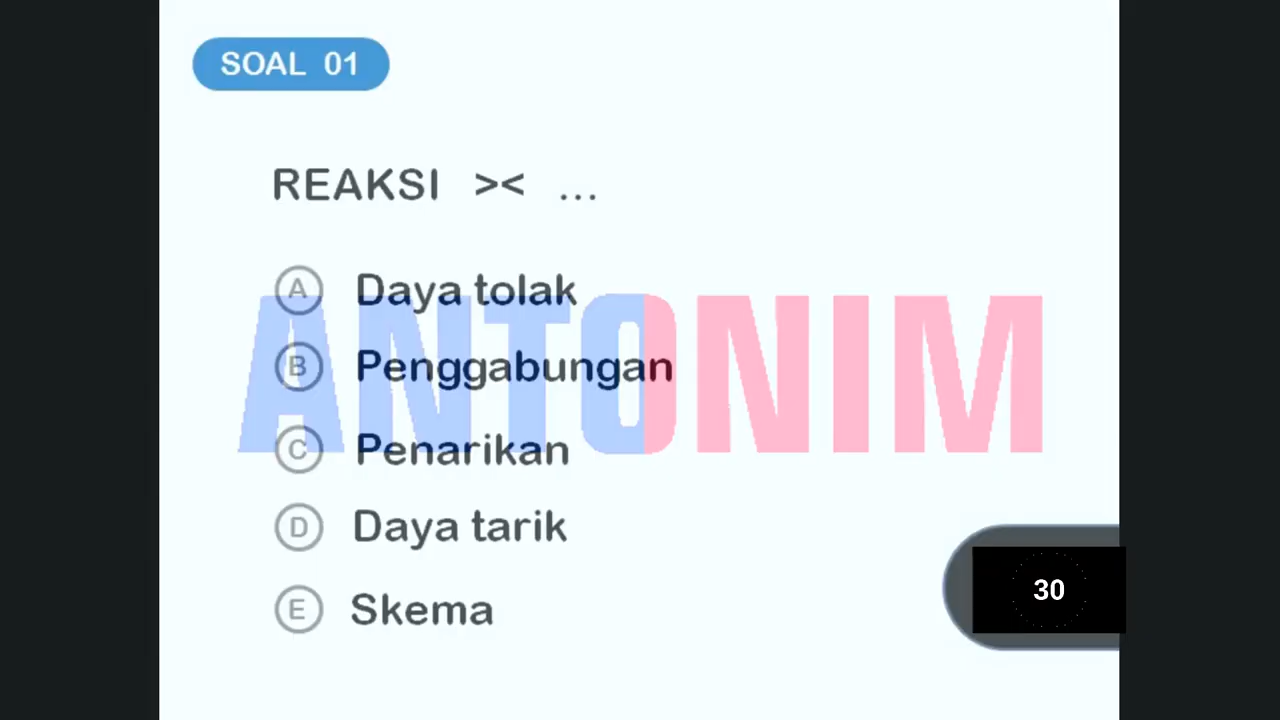 SOAL 01
REAKSI >< ...
A Daya tolak
B Penggabungan
C Penarikan
D Daya tarik
E Skema
ANTONIM
30